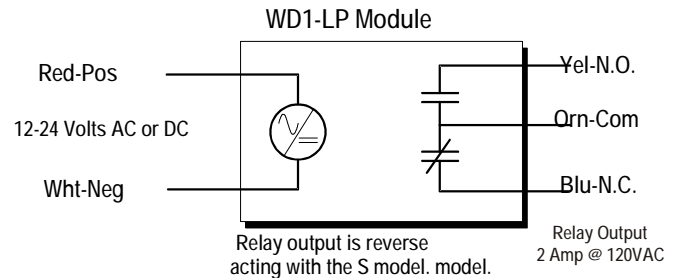 WD1-LP Module
Red-Pos
12-24 Volts AC or DC
Wht-Neg
Yel-N.O.
Orn-Com
Blu-N.C.
Relay Output
2 Amp @ 120VAC
Relay output is reverse
acting with the S model. model.